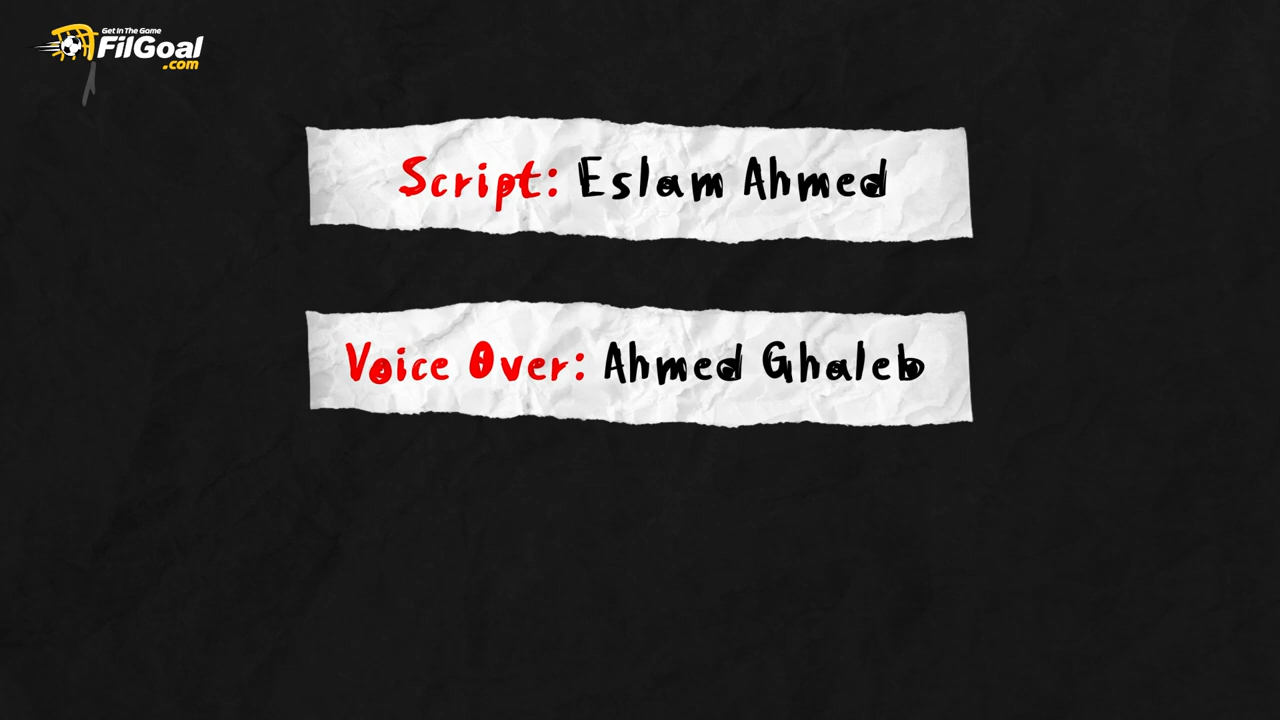 Get In The Game
FilGoal
.com
Script: Eslam Ahmed
Voice Over: Ahmed Ghaleb